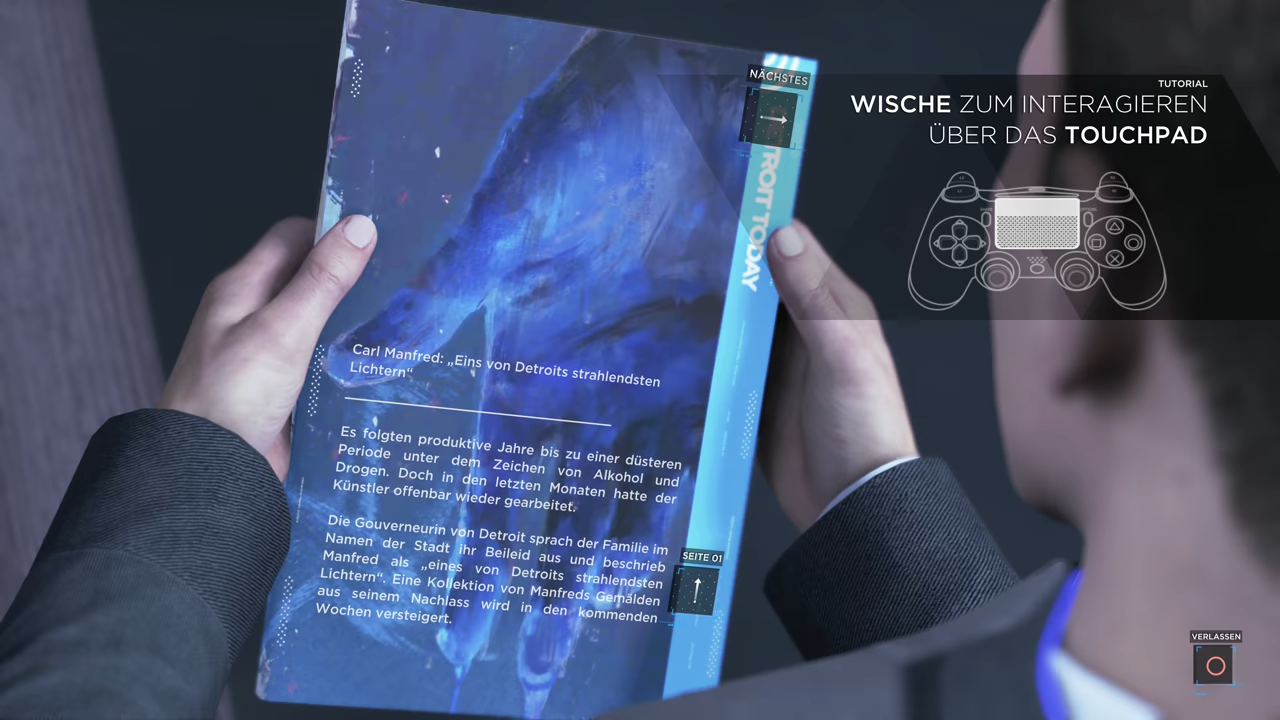 NÄCHSTES
TUTORIAL
WISCHE ZUM INTERAGIEREN
ÜBER DAS TOUCHPAD
TROIT TODAY
Carl Manfred: „Eins von Detroits strahlendsten
Lichtern“
Es folgten produktive Jahre bis zu einer düsteren
Periode unter dem Zeichen von Alkohol und
Drogen. Doch in den letzten Monaten hatte der
Künstler offenbar wieder gearbeitet.
Die Gouverneurin von Detroit sprach der Familie im
Namen der Stadt ihr Beileid aus und beschrieb
Manfred als „eines von Detroits strahlendsten
Lichtern“. Eine Kollektion von Manfreds Gemälden
aus seinem Nachlass wird in den kommenden
Wochen versteigert.
SEITE 01
VERLASSEN